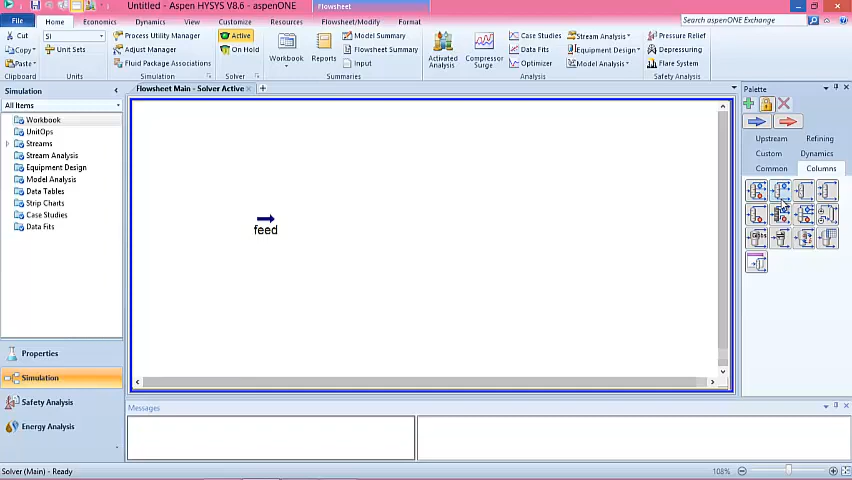 Untitled - Aspen HYSYS V8.6 - aspenONE
Flowsheet
File
Home
Economics
Dynamics
View
Customize
Resources
Flowsheet/Modify
Format
Search aspenONE Exchange
Cut
Copy
Paste
Clipboard
SI
Unit Sets
Units
Process Utility Manager
Adjust Manager
Fluid Package Associations
Simulation
Active
On Hold
Solver
Workbook
Reports
Model Summary
Flowsheet Summary
Input
Summaries
Activated Analysis
Compressor Surge
Case Studies
Data Fits
Optimizer
Stream Analysis
Equipment Design
Model Analysis
Analysis
Pressure Relief
Depressuring
Flare System
Safety Analysis
Simulation
All Items
Workbook
UnitOps
Streams
Stream Analysis
Equipment Design
Model Analysis
Data Tables
Strip Charts
Case Studies
Data Fits
Properties
Simulation
Safety Analysis
Energy Analysis
Flowsheet Main - Solver Active
feed
Palette
Upstream
Refining
Custom
Dynamics
Common
Columns
Messages
Solver (Main) - Ready
108%